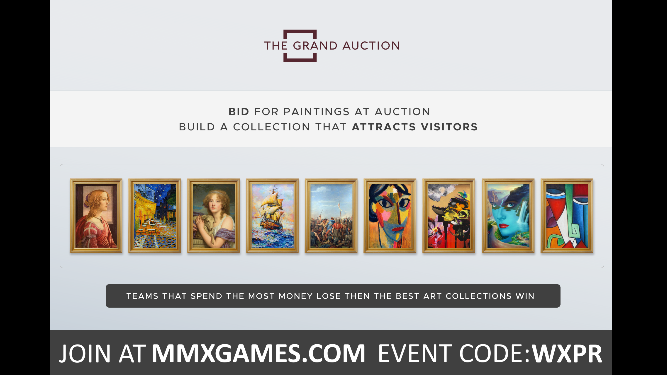 THE GRAND AUCTION
BID FOR PAINTINGS AT AUCTION
BUILD A COLLECTION THAT ATTRACTS VISITORS
TEAMS THAT SPEND THE MOST MONEY LOSE THEN THE BEST ART COLLECTIONS WIN
JOIN AT MMXGAMES.COM EVENT CODE:WXPR